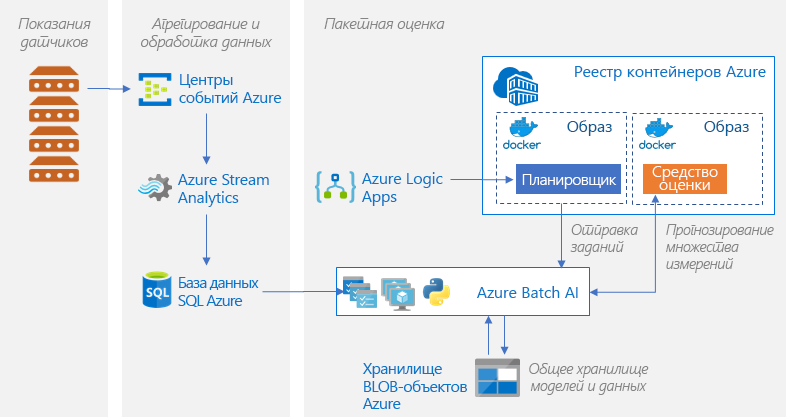 Показания
датчиков
Агрегирование и
обработка данных
Пакетная оценка
Центры
событий Azure
Azure Stream
Analytics
SQL
База данных
SQL Azure
Azure Logic
Apps
Реестр контейнеров Azure
docker
Образ
Планировщик
docker
Образ
Средство
оценки
Отправка
заданий
Прогнозирование
множества
измерений
Azure Batch AI
Хранилище
BLOB-объектов
Azure
Общее хранилище
моделей и данных